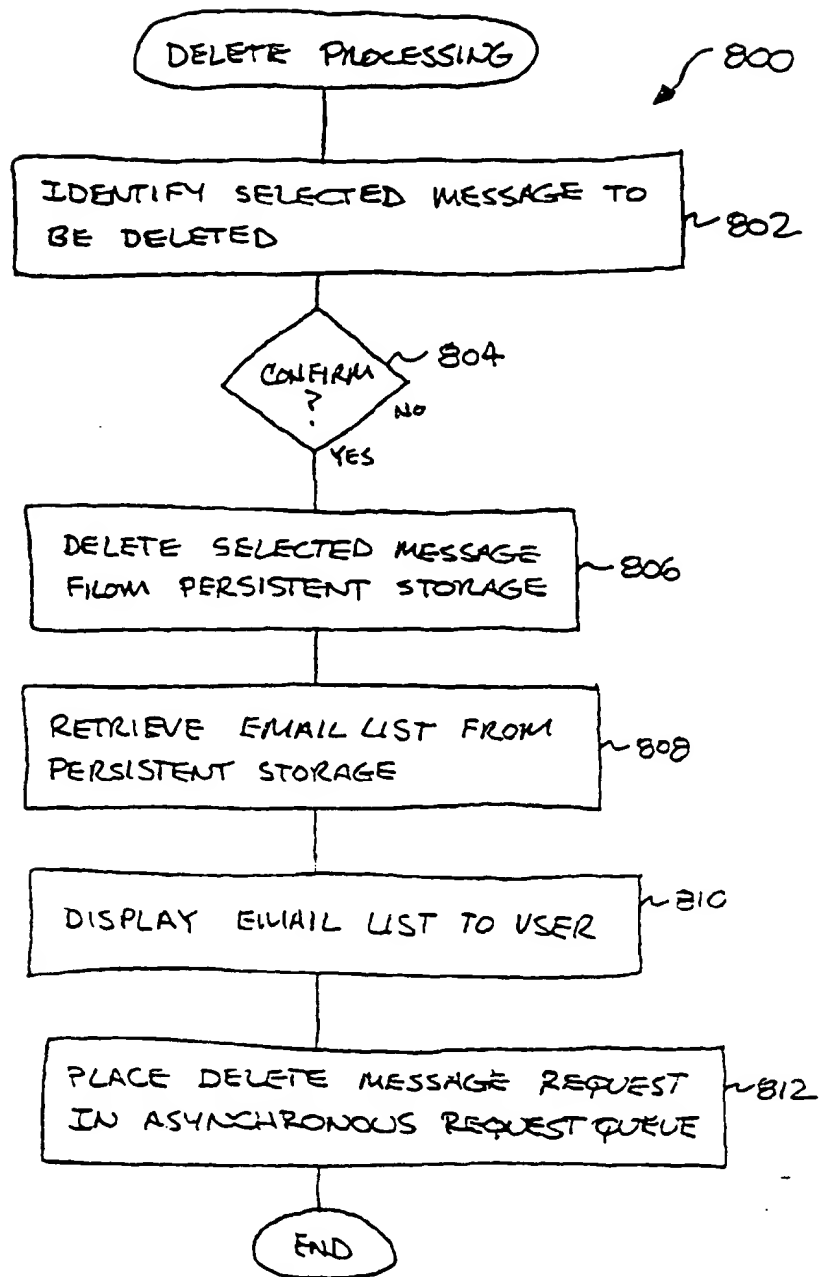 DELETE PROCESSING
800
IDENTIFY SELECTED MESSAGE TO
BE DELETED
802
CONFIRM
?
804
NO
YES
DELETE SELECTED MESSAGE
FROM PERSISTENT STORAGE
806
RETRIEVE EMAIL LIST FROM
PERSISTENT STORAGE
808
DISPLAY EMAIL LIST TO USER
810
PLACE DELETE MESSAGE REQUEST
IN ASYNCHRONOUS REQUEST QUEUE
812
END